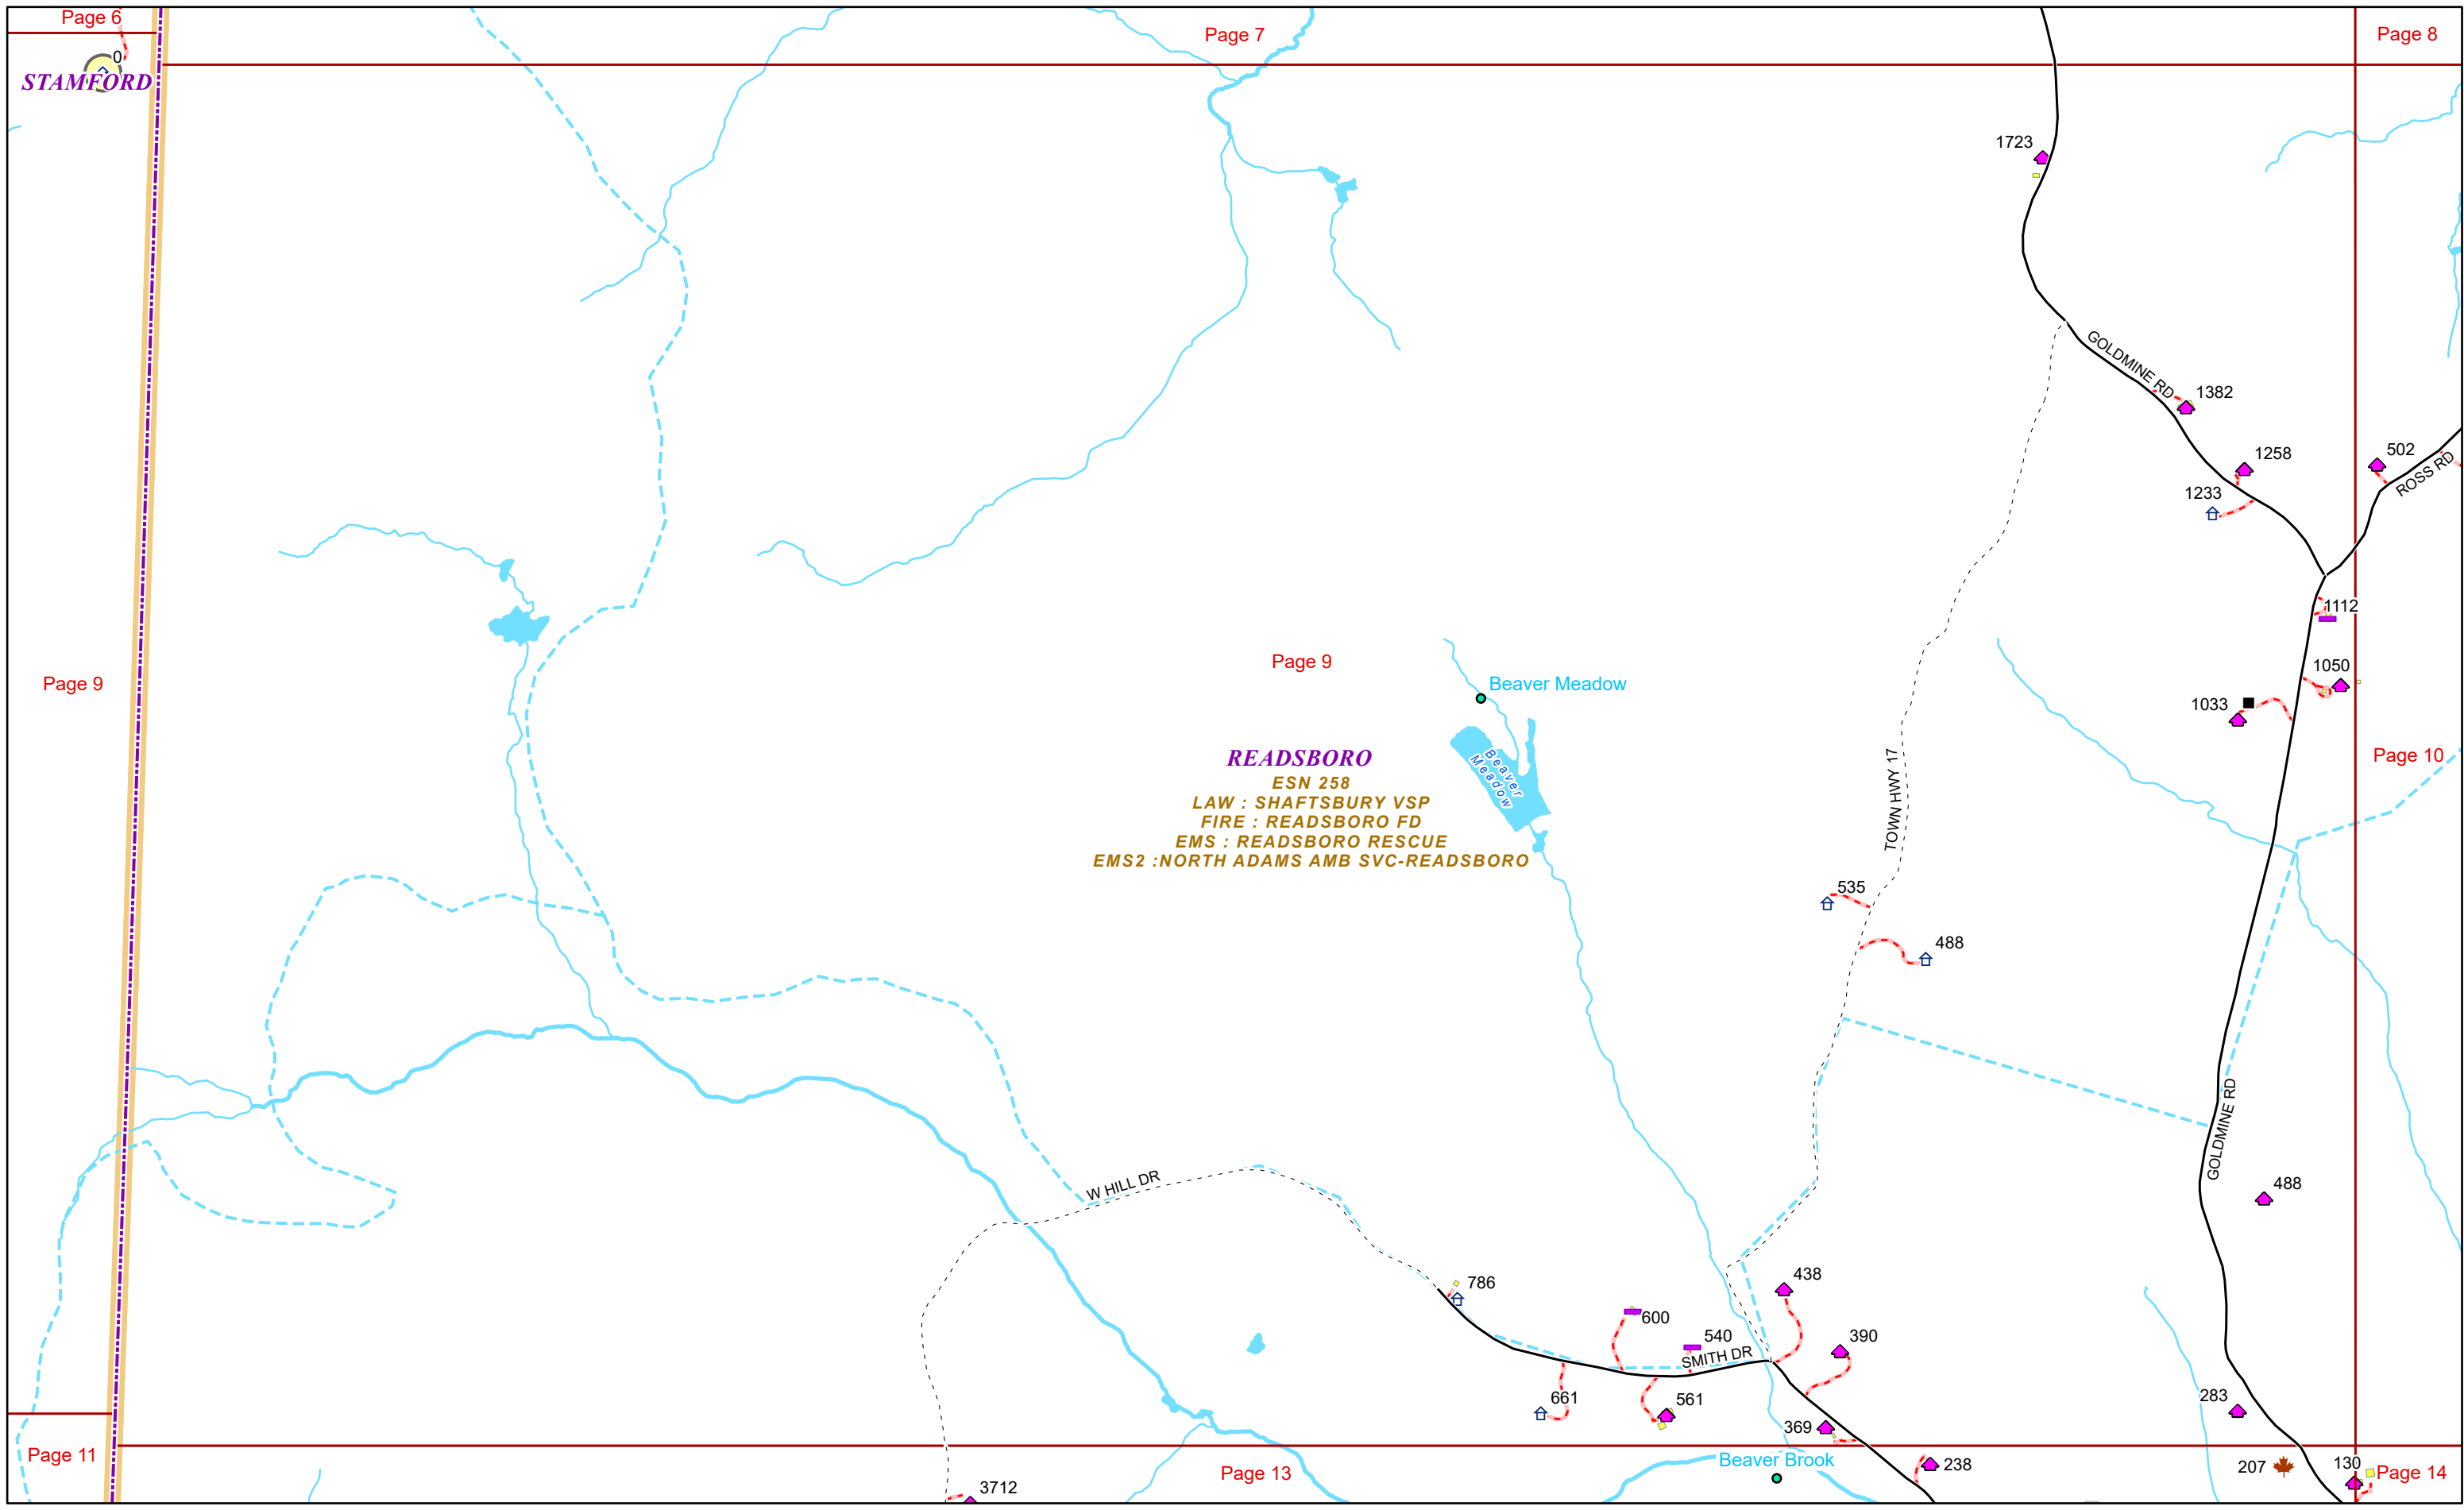 Page 6
Page 7
Page 8
0
STAMFORD
1723
GOLDMINE RD
1382
1258
502
1233
ROSS RD
1112
Page 9
Page 9
Beaver Meadow
1050
1033
READSBORO
Beaver
Meadow
TOWN HWY 17
Page 10
ESN 258
LAW : SHAFTSBURY VSP
FIRE : READSBORO FD
EMS : READSBORO RESCUE
EMS2 :NORTH ADAMS AMB SVC-READSBORO
535
488
GOLDMINE RD
W HILL DR
488
786
438
600
540
390
SMITH DR
661
561
283
369
Page 11
Beaver Brook
Page 13
238
207
130
Page 14
3712